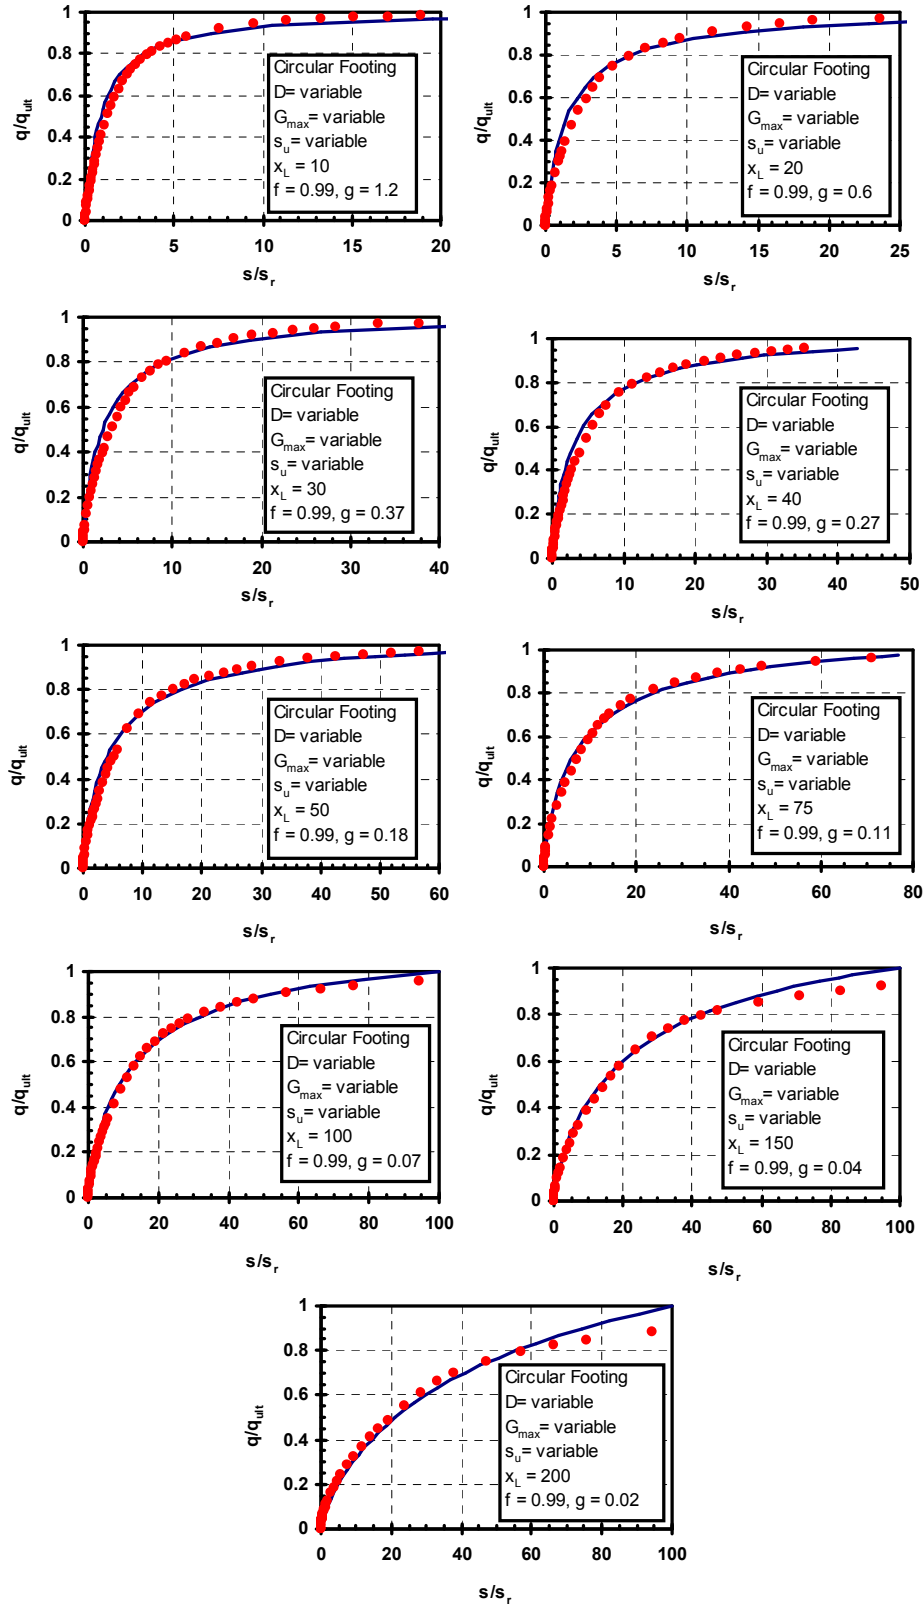 1
0.8
0.6
0.4
0.2
0
q/qult
0 5 10 15 20
s/sr
Circular Footing
D= variable
Gmax= variable
su= variable
xL = 10
f = 0.99, g = 1.2
1
0.8
0.6
0.4
0.2
0
q/qult
0 5 10 15 20 25
s/sr
Circular Footing
D= variable
Gmax= variable
su= variable
xL = 20
f = 0.99, g = 0.6
1
0.8
0.6
0.4
0.2
0
q/qult
0 10 20 30 40
s/sr
Circular Footing
D= variable
Gmax= variable
su= variable
xL = 30
f = 0.99, g = 0.37
1
0.8
0.6
0.4
0.2
0
q/qult
0 10 20 30 40 50
s/sr
Circular Footing
D= variable
Gmax= variable
su= variable
xL = 40
f = 0.99, g = 0.27
1
0.8
0.6
0.4
0.2
0
q/qult
0 10 20 30 40 50 60
s/sr
Circular Footing
D= variable
Gmax= variable
su= variable
xL = 50
f = 0.99, g = 0.18
1
0.8
0.6
0.4
0.2
0
q/qult
0 20 40 60 80
s/sr
Circular Footing
D= variable
Gmax= variable
su= variable
xL = 75
f = 0.99, g = 0.11
1
0.8
0.6
0.4
0.2
0
q/qult
0 20 40 60 80 100
s/sr
Circular Footing
D= variable
Gmax= variable
su= variable
xL = 100
f = 0.99, g = 0.07
1
0.8
0.6
0.4
0.2
0
q/qult
0 20 40 60 80 100
s/sr
Circular Footing
D= variable
Gmax= variable
su= variable
xL = 150
f = 0.99, g = 0.04
1
0.8
0.6
0.4
0.2
0
q/qult
0 20 40 60 80 100
s/sr
Circular Footing
D= variable
Gmax= variable
su= variable
xL = 200
f = 0.99, g = 0.02